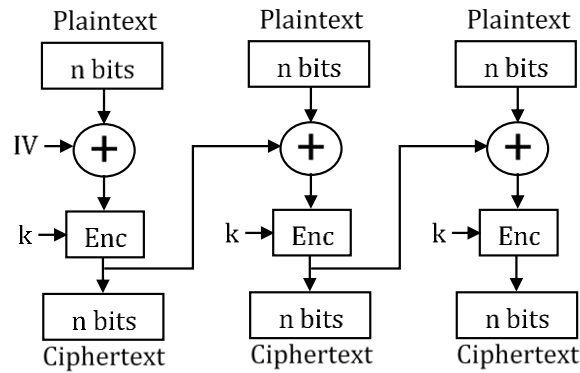 Plaintext Plaintext Plaintext
n bits n bits n bits
IV + + +
k Enc k Enc k Enc
n bits n bits n bits
Ciphertext Ciphertext Ciphertext